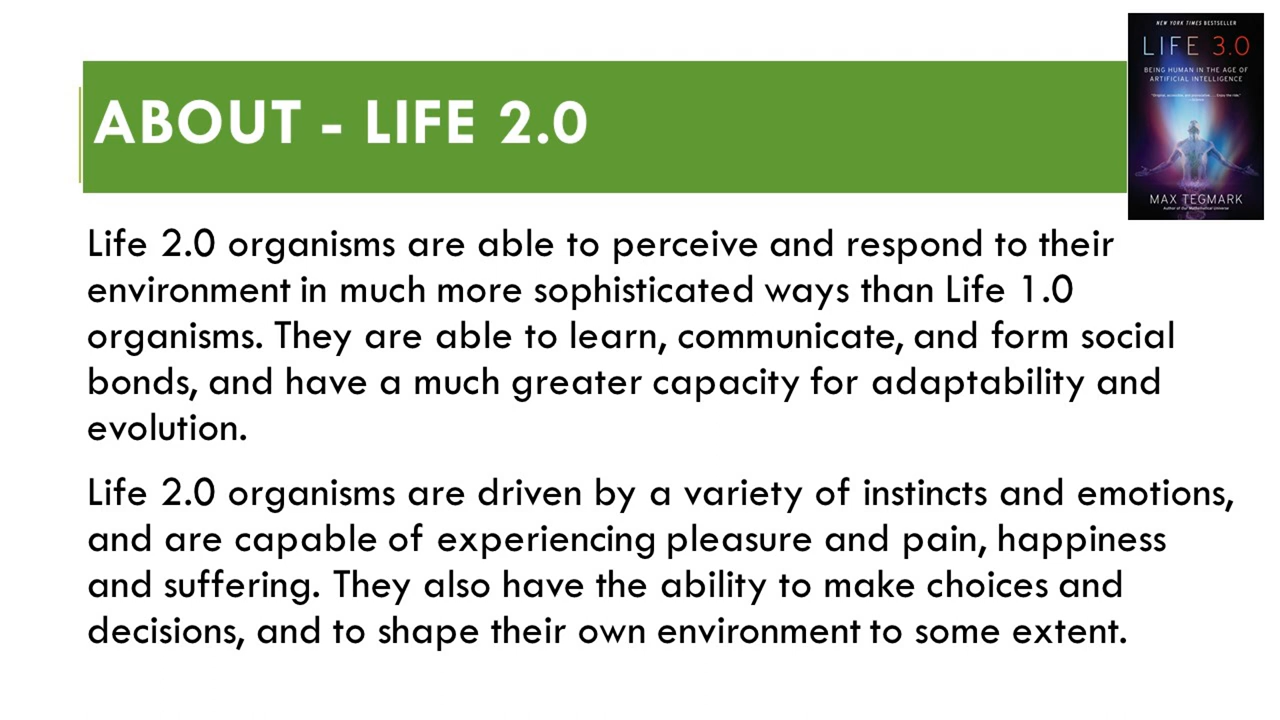 ABOUT - LIFE 2.0
NEW YORK TIMES BESTSELLER
LIFE 3.0
BEING HUMAN IN THE AGE OF
ARTIFICIAL INTELLIGENCE
MAX TEGMARK
Life 2.0 organisms are able to perceive and respond to their
environment in much more sophisticated ways than Life 1.0
organisms. They are able to learn, communicate, and form social
bonds, and have a much greater capacity for adaptability and
evolution.
Life 2.0 organisms are driven by a variety of instincts and emotions,
and are capable of experiencing pleasure and pain, happiness
and suffering. They also have the ability to make choices and
decisions, and to shape their own environment to some extent.